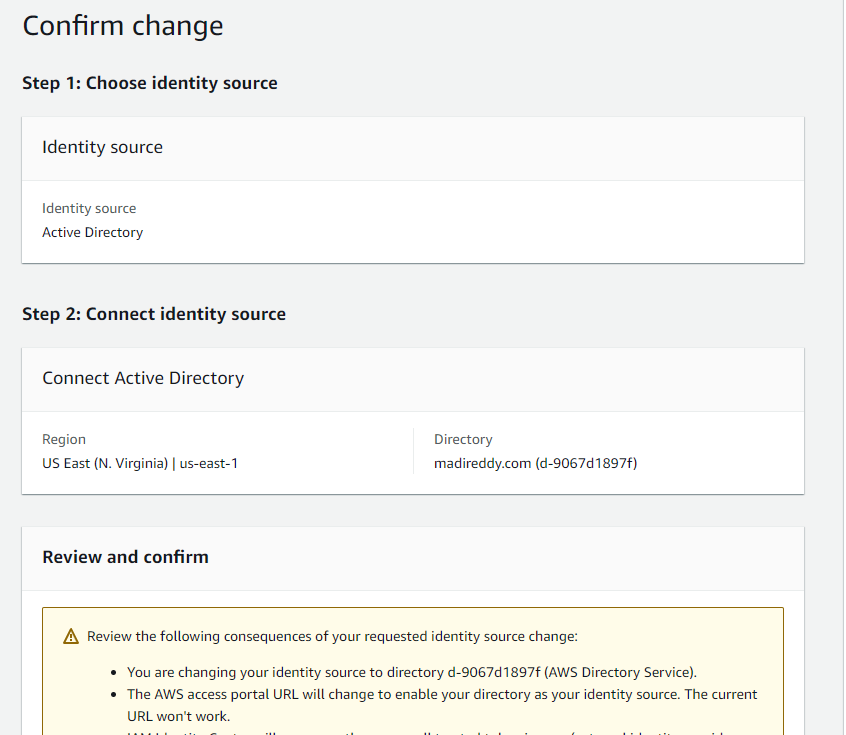 Confirm change
Step 1: Choose identity source
Identity source
Identity source
Active Directory
Step 2: Connect identity source
Connect Active Directory
Region
US East (N. Virginia) | us-east-1
Directory
madireddy.com (d-9067d1897f)
Review and confirm
Review the following consequences of your requested identity source change:
• You are changing your identity source to directory d-9067d1897f (AWS Directory Service).
• The AWS access portal URL will change to enable your directory as your identity source. The current
URL won't work.